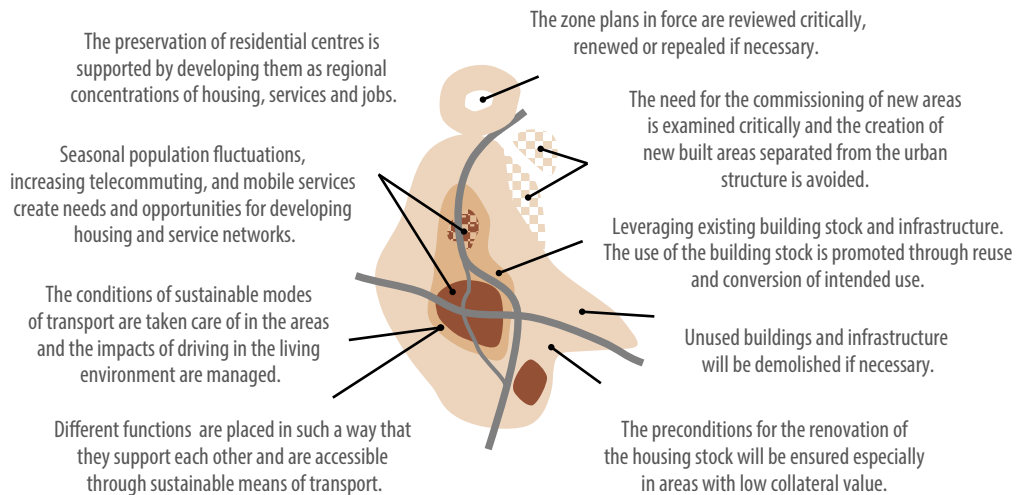 The preservation of residential centres is
supported by developing them as regional
concentrations of housing, services and jobs.
Seasonal population fluctuations,
increasing telecommuting, and mobile services
create needs and opportunities for developing
housing and service networks.
The conditions of sustainable modes
of transport are taken care of in the areas
and the impacts of driving in the living
environment are managed.
Different functions are placed in such a way that
they support each other and are accessible
through sustainable means of transport.
The zone plans in force are reviewed critically,
renewed or repealed if necessary.
The need for the commissioning of new areas
is examined critically and the creation of
new built areas separated from the urban
structure is avoided.
Leveraging existing building stock and infrastructure.
The use of the building stock is promoted through reuse
and conversion of intended use.
Unused buildings and infrastructure
will be demolished if necessary.
The preconditions for the renovation of
the housing stock will be ensured especially
in areas with low collateral value.